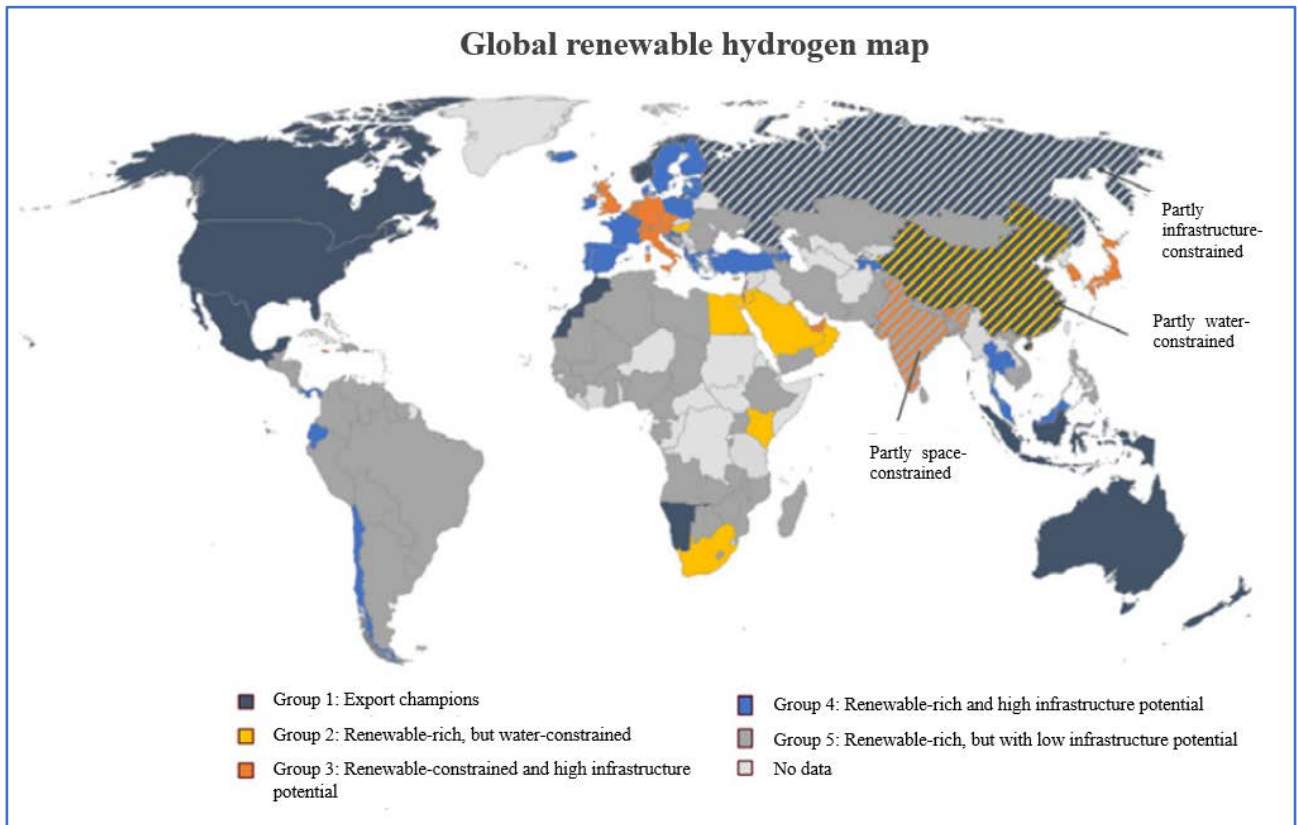 Global renewable hydrogen map
Partly
infrastructure-
constrained
Partly water-
constrained
Partly space-
constrained
Group 1: Export champions
Group 2: Renewable-rich, but water-constrained
Group 3: Renewable-constrained and high infrastructure
potential
Group 4: Renewable-rich and high infrastructure potential
Group 5: Renewable-rich, but with low infrastructure potential
No data